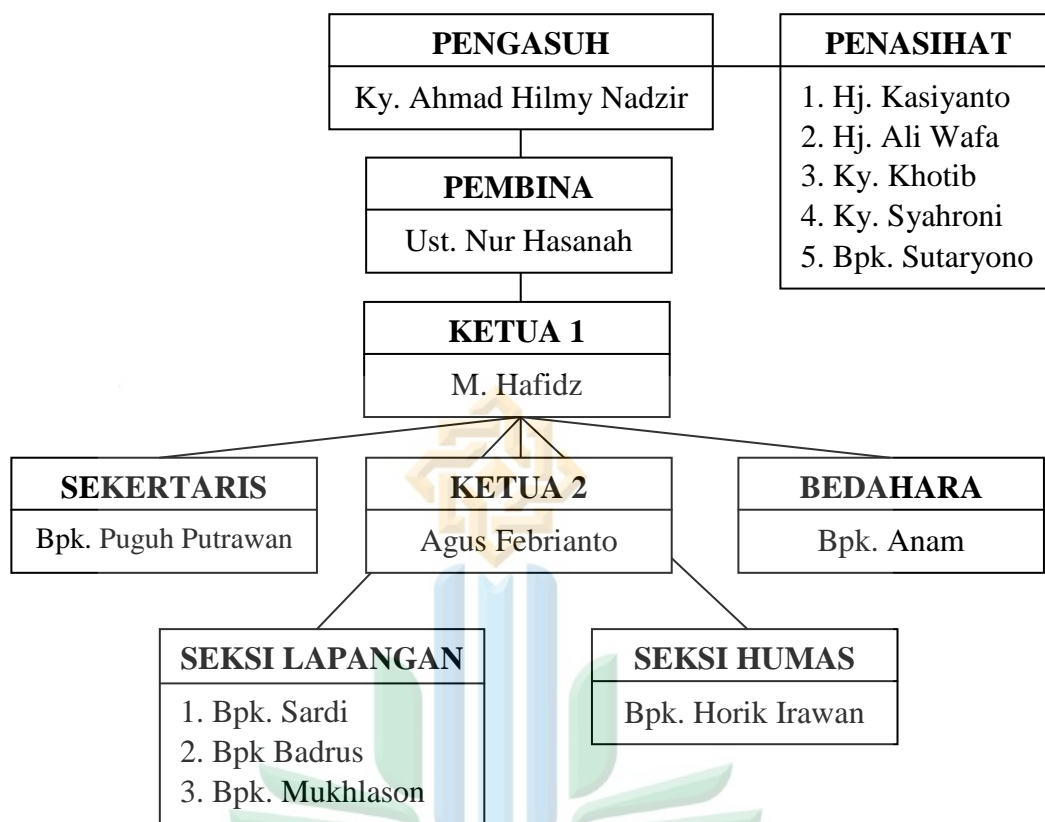 PENGASUH
Ky. Ahmad Hilmy Nadzir
PENASIHAT
1. Hj. Kasiyanto
2. Hj. Ali Wafa
3. Ky. Khotib
4. Ky. Syahroni
5. Bpk. Sutaryono
PEMBINA
Ust. Nur Hasanah
KETUA 1
M. Hafidz
SEKERTARIS
Bpk. Puguh Putrawan
KETUA 2
Agus Febrianto
BEDAHARA
Bpk. Anam
SEKSI LAPANGAN
1. Bpk. Sardi
2. Bpk Badrus
3. Bpk. Mukhlason
SEKSI HUMAS
Bpk. Horik Irawan